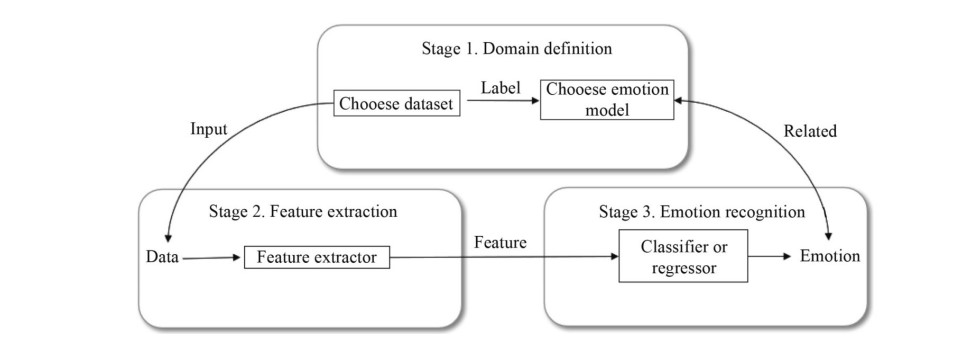 Stage 1. Domain definition
Chooese dataset
Label
Chooese emotion
model
Input
Related
Stage 2. Feature extraction
Data
Feature extractor
Feature
Stage 3. Emotion recognition
Classifier or
regressor
Emotion